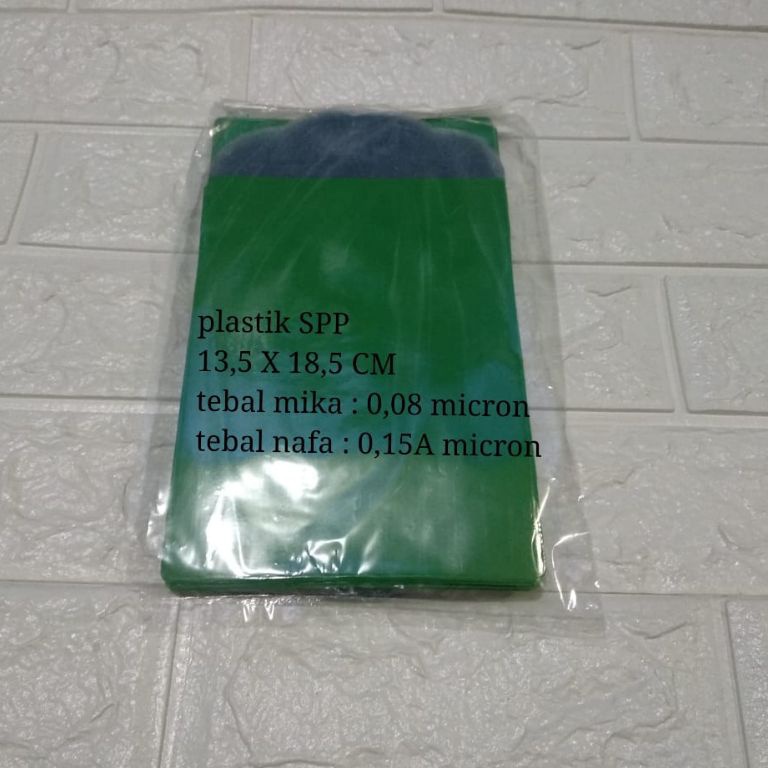 plastik SPP
13,5 X 18,5 CM
tebal mika : 0,08 micron
tebal nafa : 0,15A micron